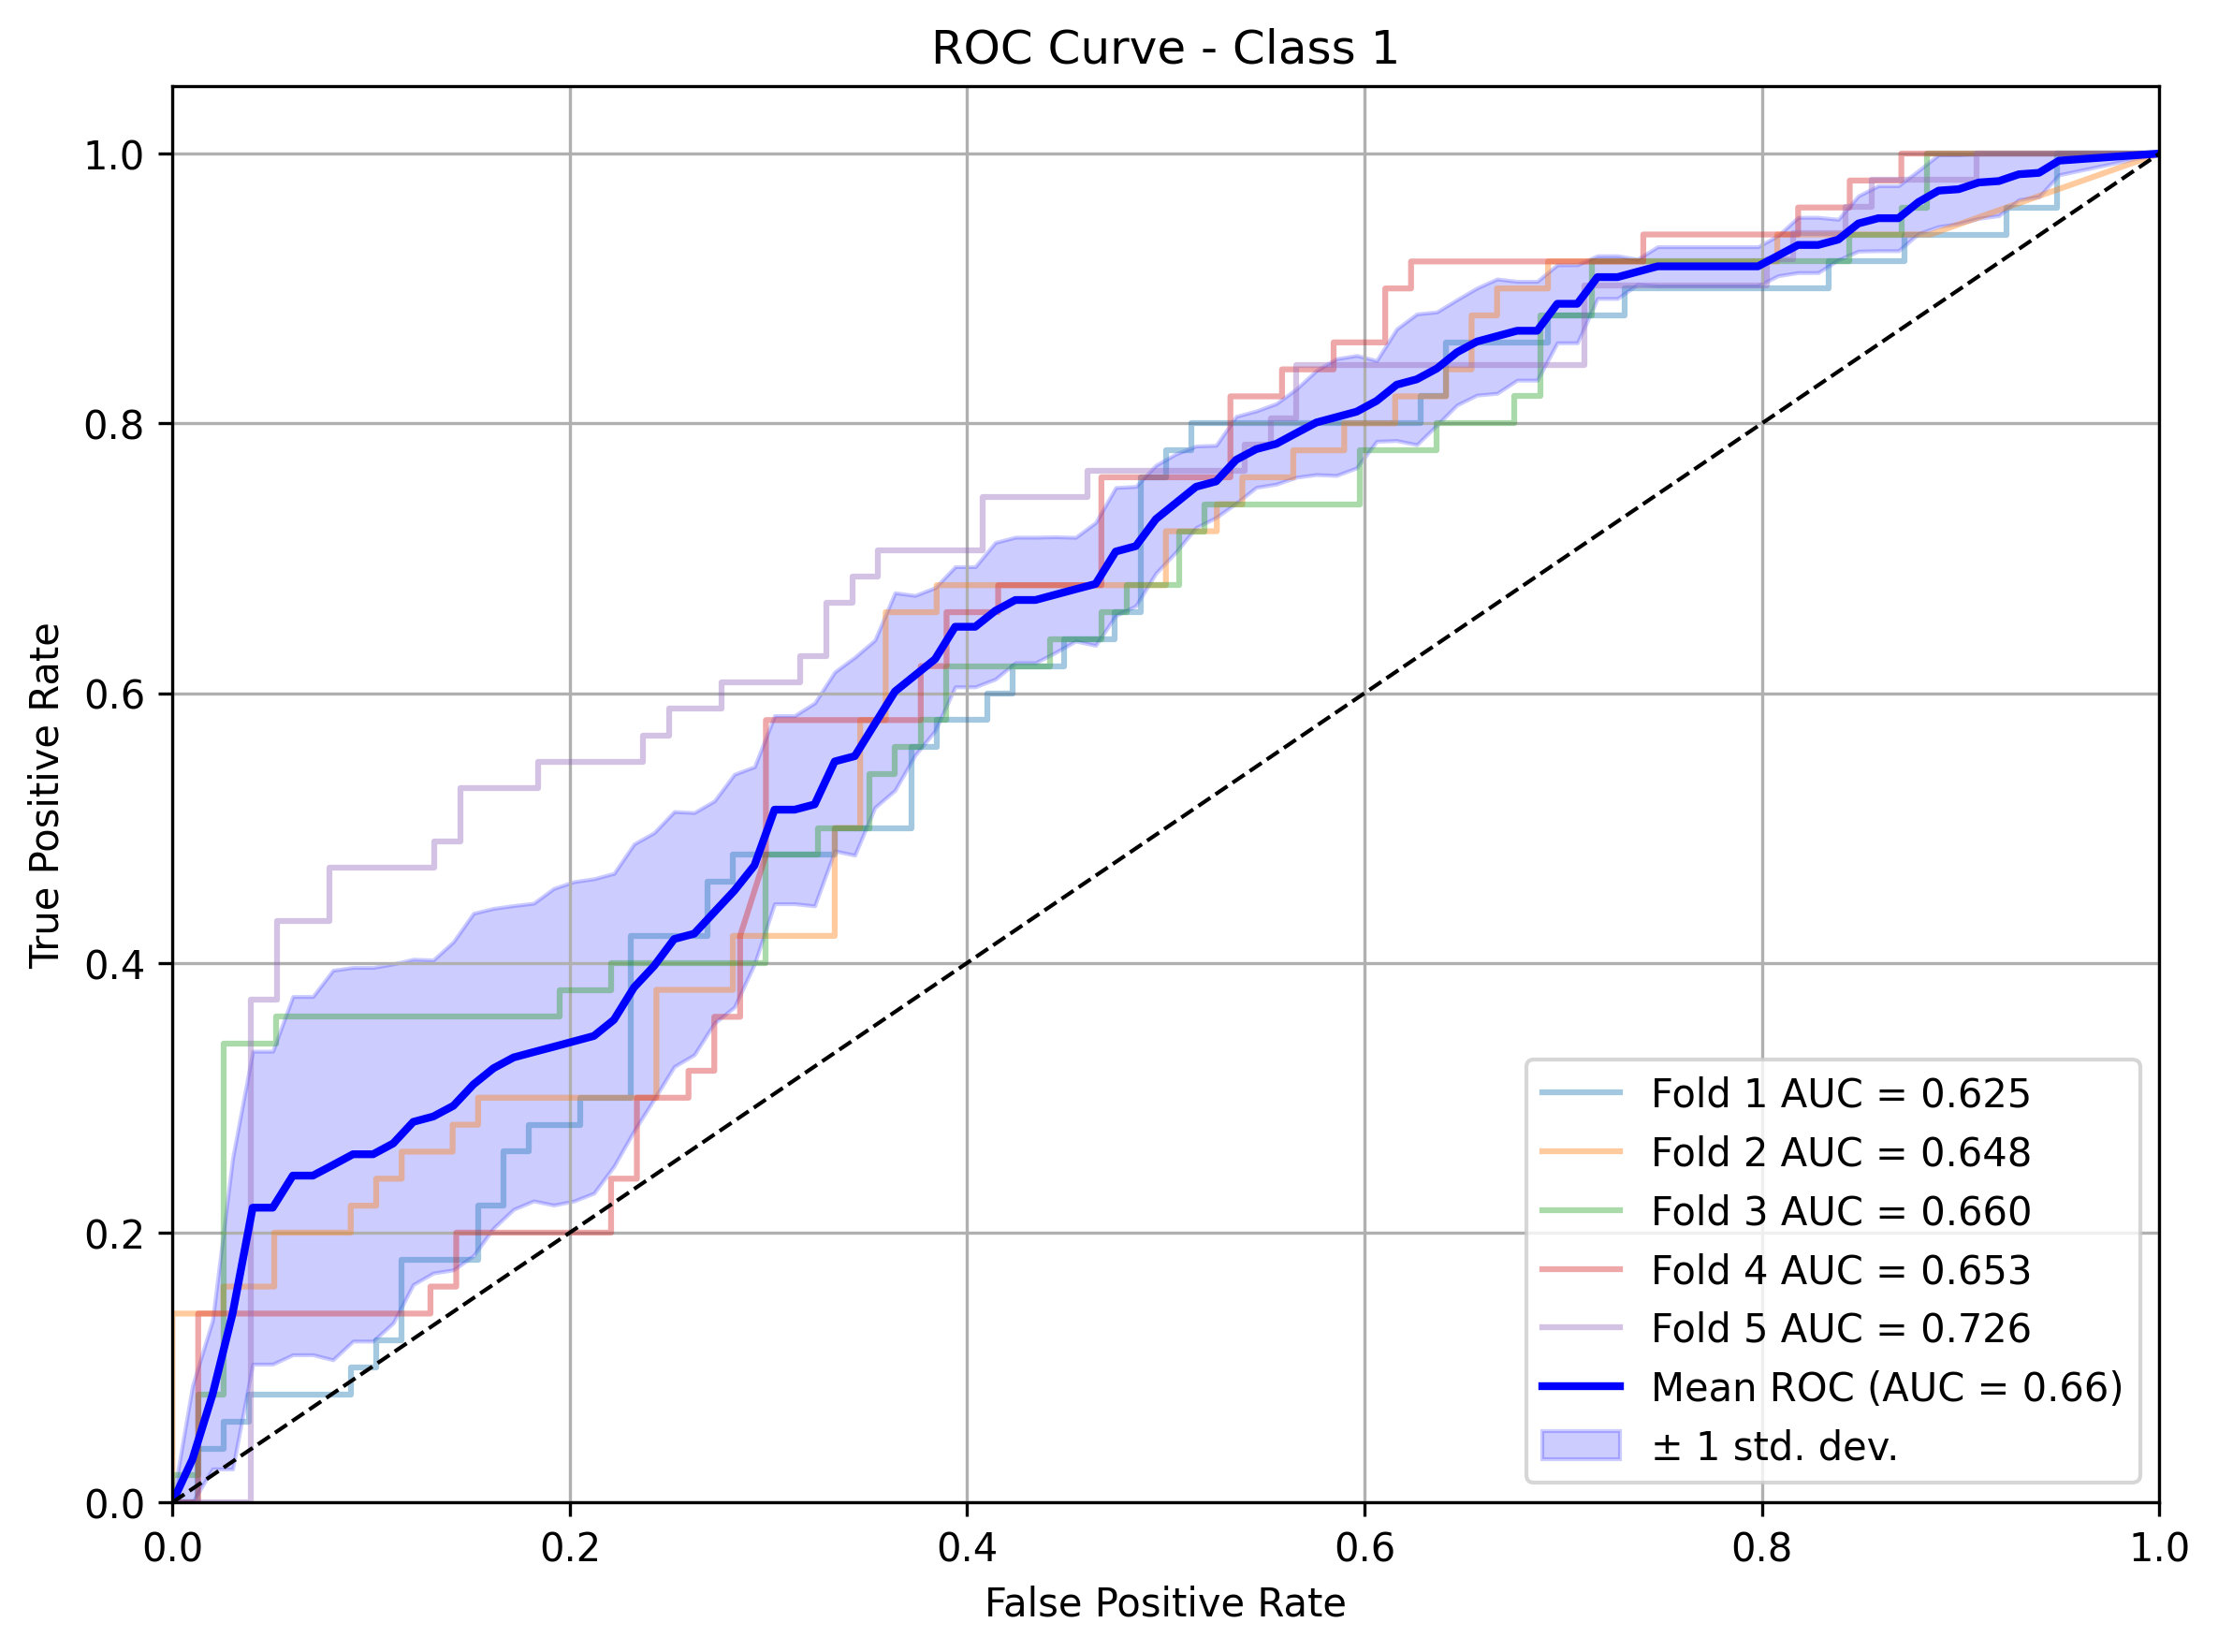 ROC Curve - Class 1
True Positive Rate
1.0
0.8
0.6
0.4
0.2
0.0
0.0 0.2 0.4 0.6 0.8 1.0
False Positive Rate
Fold 1 AUC = 0.625
Fold 2 AUC = 0.648
Fold 3 AUC = 0.660
Fold 4 AUC = 0.653
Fold 5 AUC = 0.726
Mean ROC (AUC = 0.66)
± 1 std. dev.